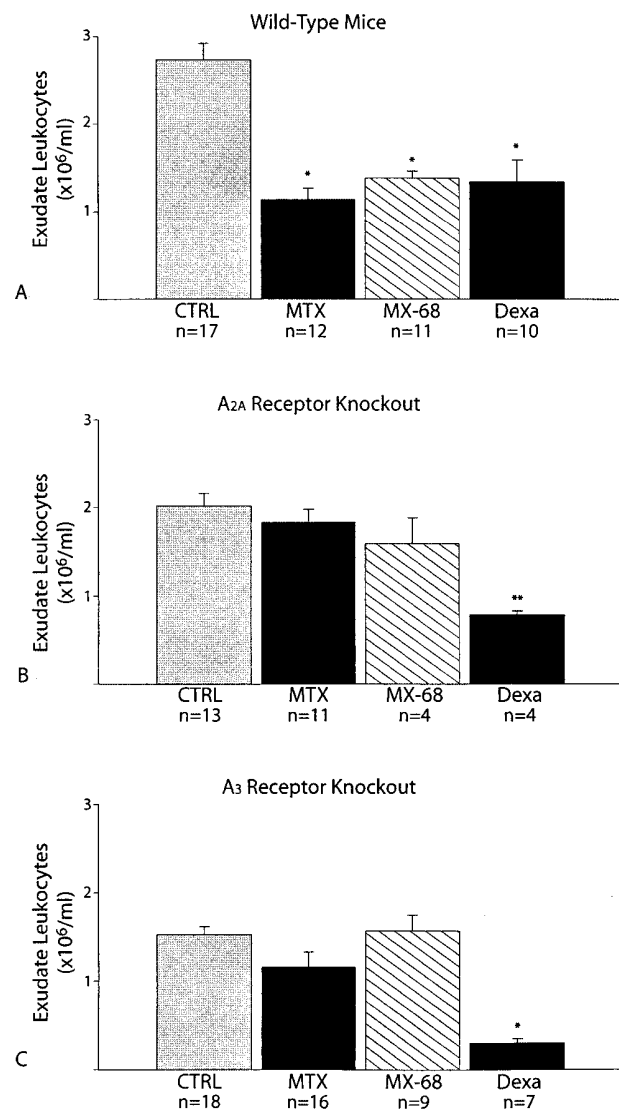 Wild-Type Mice
Exudate Leukocytes
(x10⁶/ml)
3
2
1
*
*
*
A
CTRL MTX MX-68 Dexa
n=17 n=12 n=11 n=10
A₂A Receptor Knockout
Exudate Leukocytes
(x10⁶/ml)
3
2
1
**
B
CTRL MTX MX-68 Dexa
n=13 n=11 n=4 n=4
A₃ Receptor Knockout
Exudate Leukocytes
(x10⁶/ml)
3
2
1
*
C
CTRL MTX MX-68 Dexa
n=18 n=16 n=9 n=7